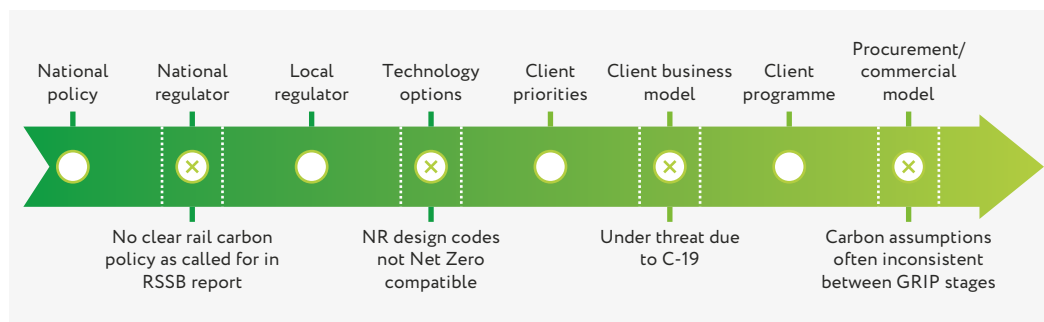 National
policy
National
regulator
Local
regulator
Technology
options
Client
priorities
Client business
model
Client
programme
Procurement/
commercial
model
No clear rail carbon
policy as called for in
RSSB report
NR design codes
not Net Zero
compatible
Under threat due
to C-19
Carbon assumptions
often inconsistent
between GRIP stages